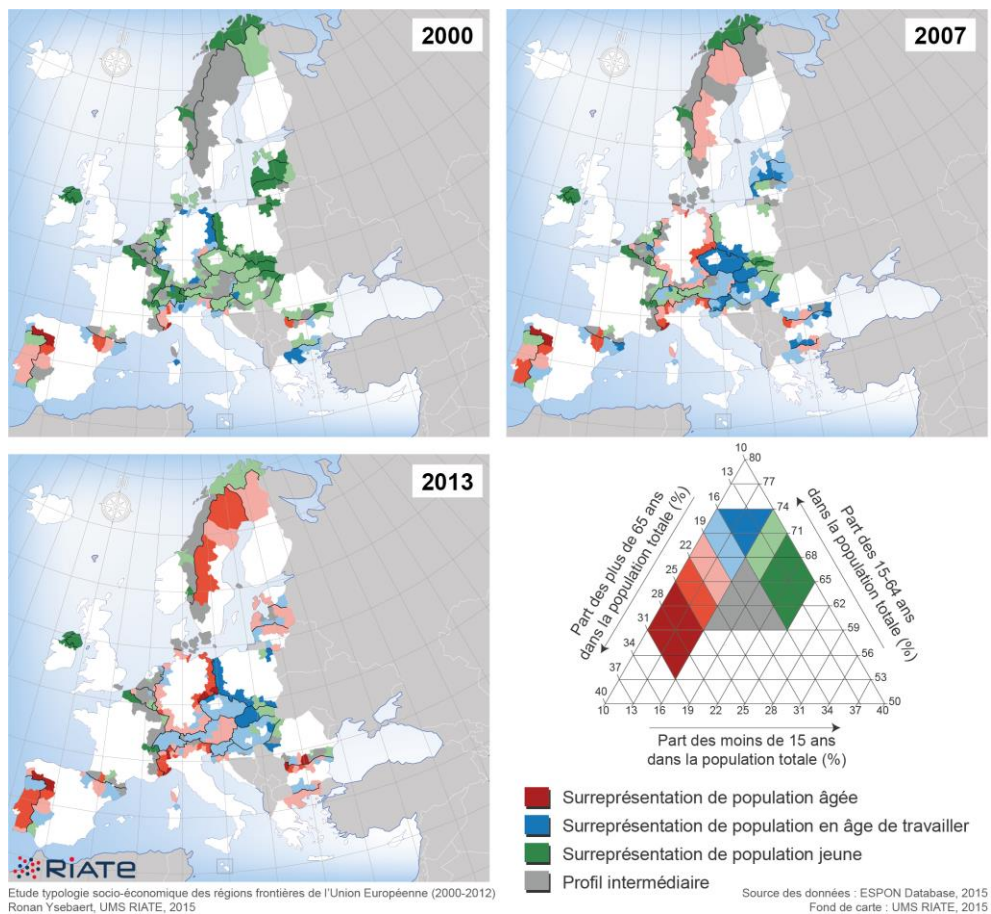 2000
2007
2013
10
80
13
77
16
74
19
71
22
68
25
65
28
62
31
59
34
56
37
53
40
50
10 13 16 19 22 25 28 31 34 37 40
Part des plus de 65 ans
dans la population totale (%)
Part des 15-64 ans
dans la population totale (%)
Part des moins de 15 ans
dans la population totale (%)
Surreprésentation de population âgée
Surreprésentation de population en âge de travailler
Surreprésentation de population jeune
Profil intermédiaire
RIATE
Etude typologie socio-économique des régions frontières de l'Union Européenne (2000-2012)
Ronan Ysebaert, UMS RIATE, 2015
Source des données : ESPON Database, 2015
Fond de carte : UMS RIATE, 2015